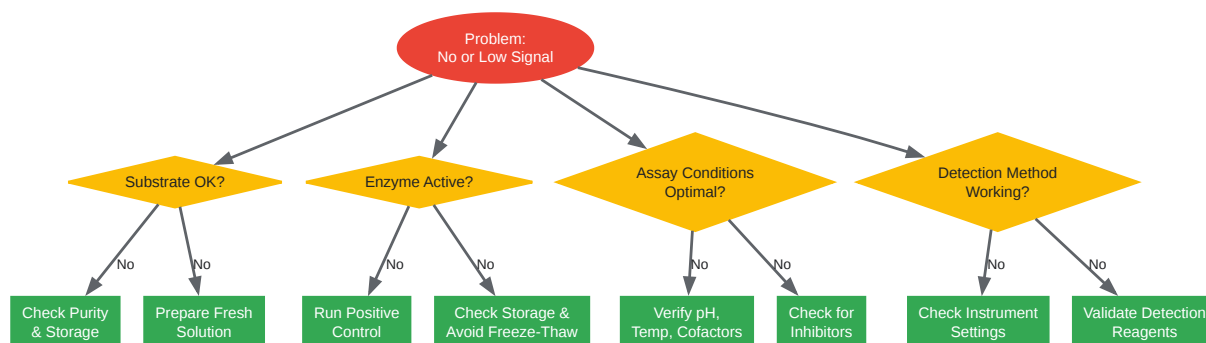 Problem:
No or Low Signal
Substrate OK?
Enzyme Active?
Assay Conditions
Optimal?
Detection Method
Working?
No
No
No
No
No
No
No
No
Check Purity
& Storage
Prepare Fresh
Solution
Run Positive
Control
Check Storage &
Avoid Freeze-Thaw
Verify pH,
Temp, Cofactors
Check for
Inhibitors
Check Instrument
Settings
Validate Detection
Reagents